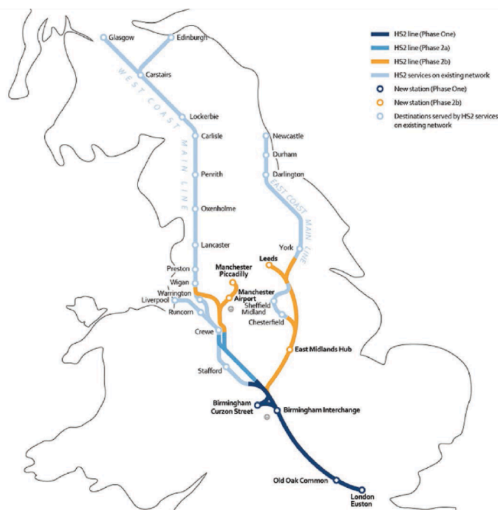 Glasgow
Edinburgh
Carstairs
WEST COAST MAIN LINE
Lockerbie
Carlisle
Penrith
Oxenholme
Lancaster
Preston
Wigan
Warrington
Liverpool
Runcorn
Crewe
Stafford
Manchester
Piccadilly
Manchester
Airport
Newcastle
Durham
Darlington
EAST COAST MAIN LINE
York
Leeds
Sheffield
Midland
Chesterfield
East Midlands Hub
Birmingham
Curzon Street
Birmingham Interchange
Old Oak Common
London
Euston
HS2 line (Phase One)
HS2 line (Phase 2a)
HS2 line (Phase 2b)
HS2 services on existing network
New station (Phase One)
New station (Phase 2b)
Destinations served by HS2 services
on existing network